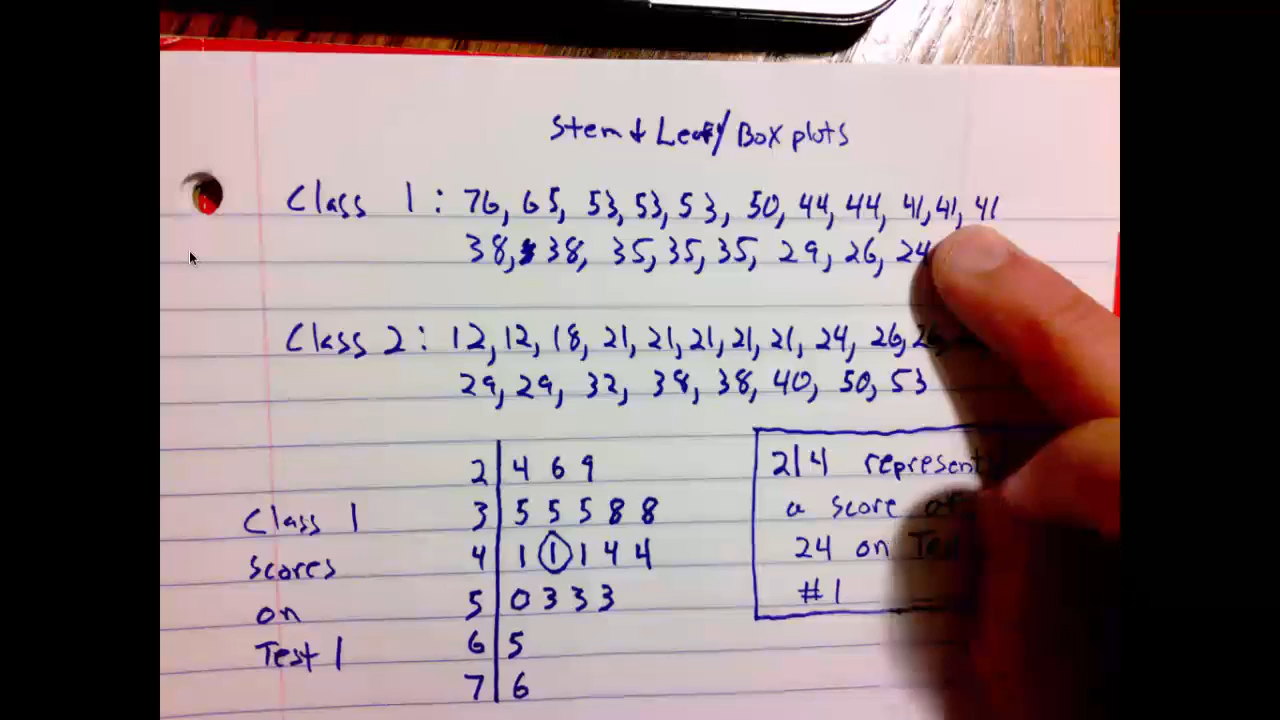 Stem & Leaf/Box plots
Class 1: 76, 65, 53, 53, 53, 50, 44, 44, 41, 41, 41
38, 38, 35, 35, 35, 29, 26, 24
Class 2: 12, 12, 18, 21, 21, 21, 21, 21, 24, 26,
29, 29, 32, 38, 38, 40, 50, 53
2 | 4 6 9
Class 1 3 | 5 5 5 8 8
scores 4 | 1 1 1 4 4
on 5 | 0 3 3 3
Test 1 6 | 5
7 | 6
2|4 represent
a score
24 on
#1